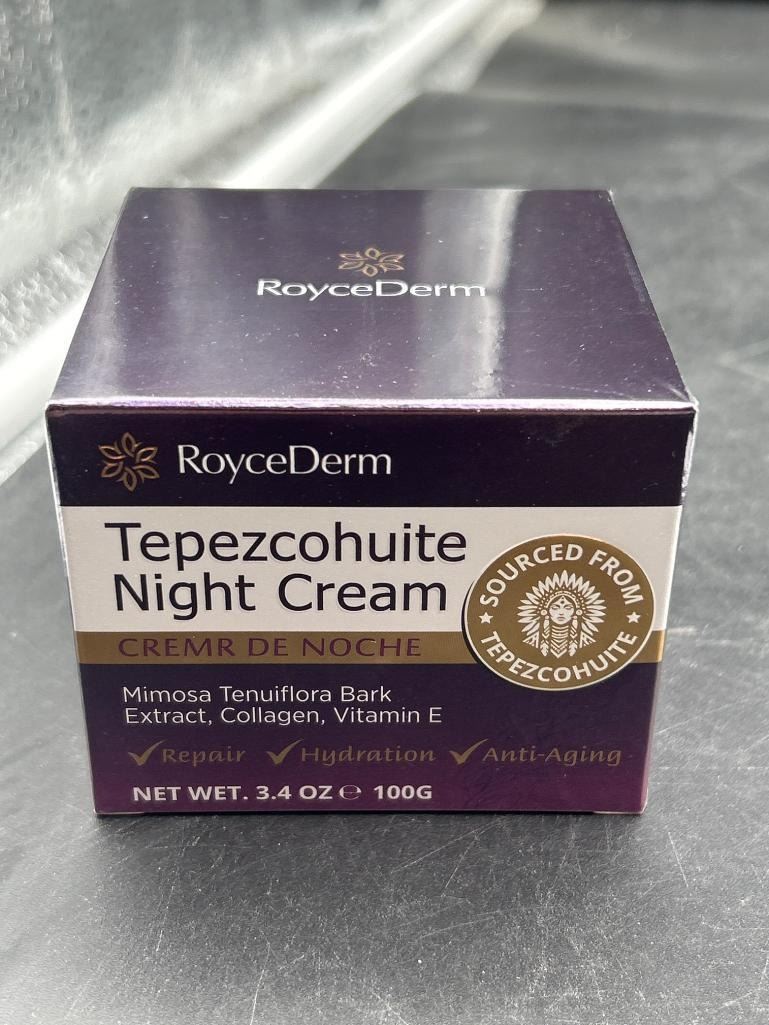 RoyceDerm
RoyceDerm
Tepezcohuite
Night Cream
CREMR DE NOCHE
SOURCED FROM
TEPEZCOHUITE
Mimosa Tenuiflora Bark
Extract, Collagen, Vitamin E
✓Repair ✓Hydration ✓Anti-Aging
NET WET. 3.4 OZ ℮ 100G